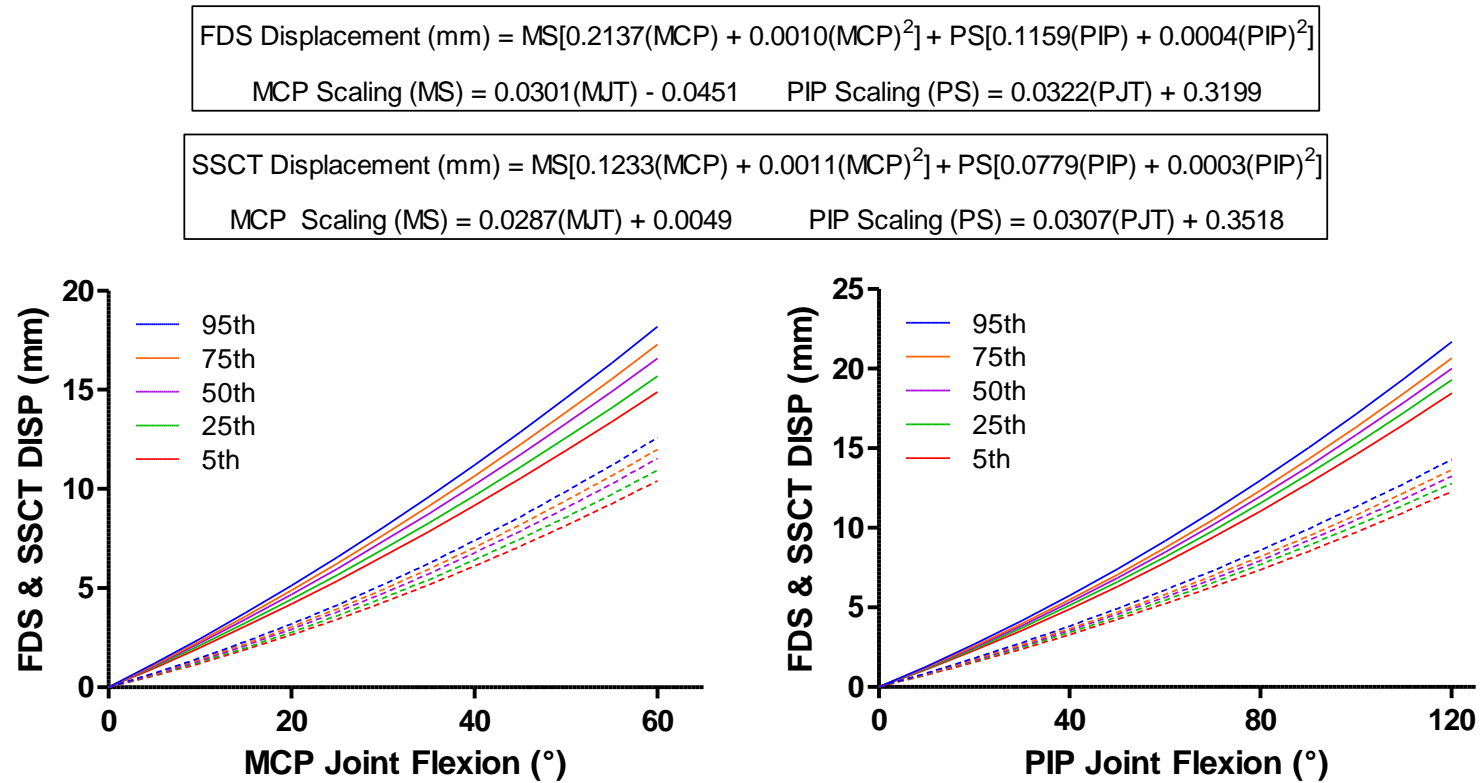 FDS Displacement (mm) = MS[0.2137(MCP) + 0.0010(MCP)²] + PS[0.1159(PIP) + 0.0004(PIP)²]
MCP Scaling (MS) = 0.0301(MJT) - 0.0451 PIP Scaling (PS) = 0.0322(PJT) + 0.3199
SSCT Displacement (mm) = MS[0.1233(MCP) + 0.0011(MCP)²] + PS[0.0779(PIP) + 0.0003(PIP)²]
MCP Scaling (MS) = 0.0287(MJT) + 0.0049 PIP Scaling (PS) = 0.0307(PJT) + 0.3518
FDS & SSCT DISP (mm)
20
15
10
5
0
95th
75th
50th
25th
5th
0 20 40 60
MCP Joint Flexion (°)
FDS & SSCT DISP (mm)
25
20
15
10
5
0
95th
75th
50th
25th
5th
0 40 80 120
PIP Joint Flexion (°)